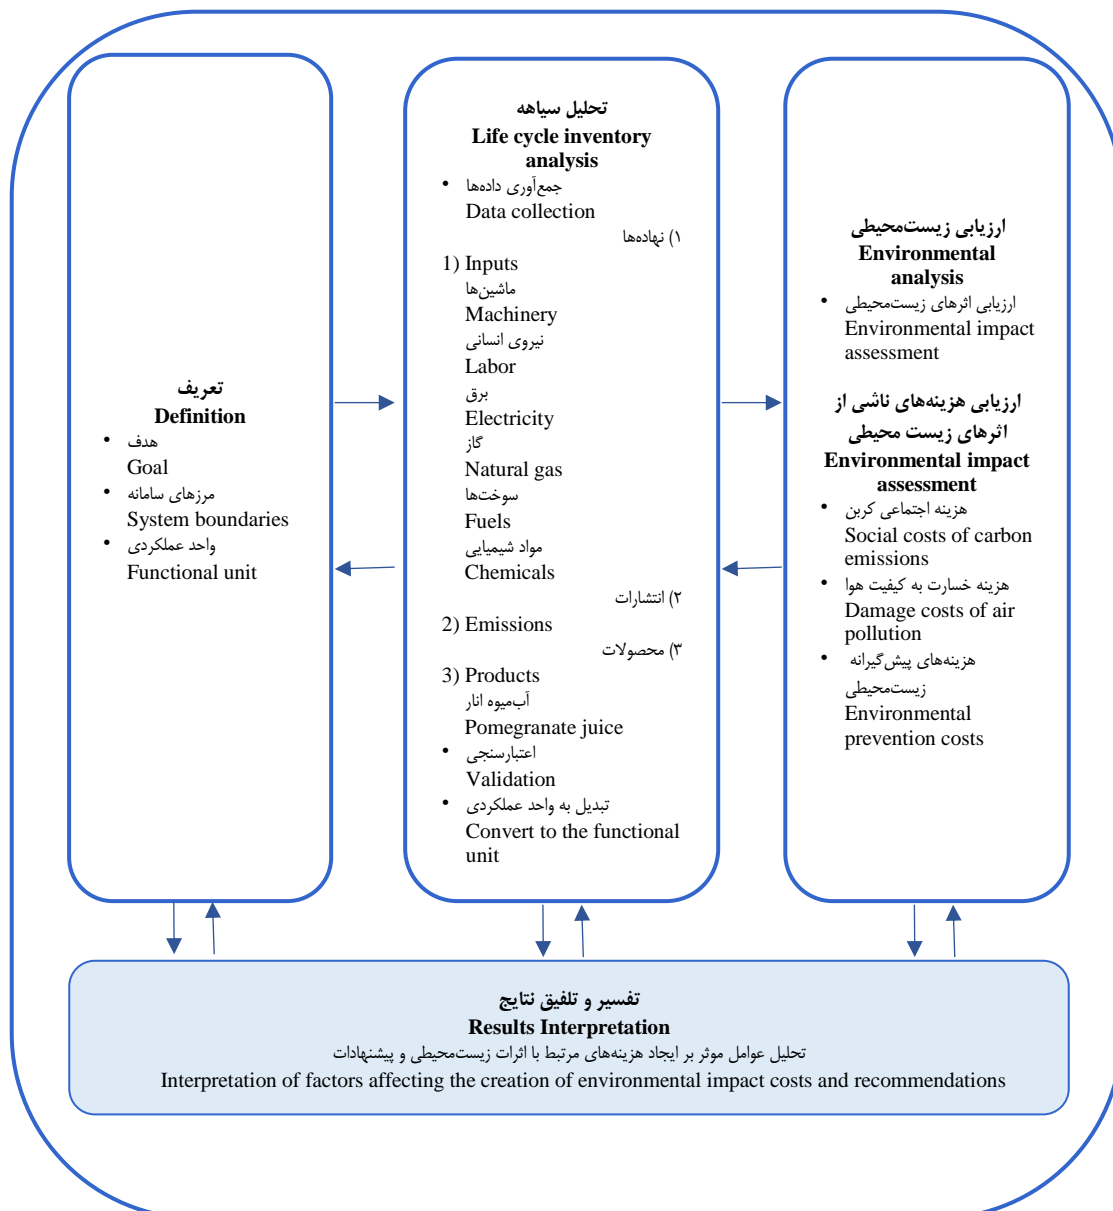 تعریف
Definition
• هدف
Goal
• مرزهای سامانه
System boundaries
• واحد عملکردی
Functional unit
تحلیل سیاهه
Life cycle inventory
analysis
• جمع‌آوری داده‌ها
Data collection
۱) نهاده‌ها
1) Inputs
ماشین‌ها
Machinery
نیروی انسانی
Labor
برق
Electricity
گاز
Natural gas
سوخت‌ها
Fuels
مواد شیمیایی
Chemicals
۲) انتشارات
2) Emissions
۳) محصولات
3) Products
آب‌میوه انار
Pomegranate juice
• اعتبارسنجی
Validation
• تبدیل به واحد عملکردی
Convert to the functional
unit
ارزیابی زیست‌محیطی
Environmental
analysis
• ارزیابی اثرهای زیست‌محیطی
Environmental impact
assessment
ارزیابی هزینه‌های ناشی از
اثرهای زیست محیطی
Environmental impact
assessment
• هزینه اجتماعی کربن
Social costs of carbon
emissions
• هزینه خسارت به کیفیت هوا
Damage costs of air
pollution
• هزینه‌های پیش‌گیرانه
زیست‌محیطی
Environmental
prevention costs
تفسیر و تلفیق نتایج
Results Interpretation
تحلیل عوامل موثر بر ایجاد هزینه‌های مرتبط با اثرات زیست‌محیطی و پیشنهادات
Interpretation of factors affecting the creation of environmental impact costs and recommendations